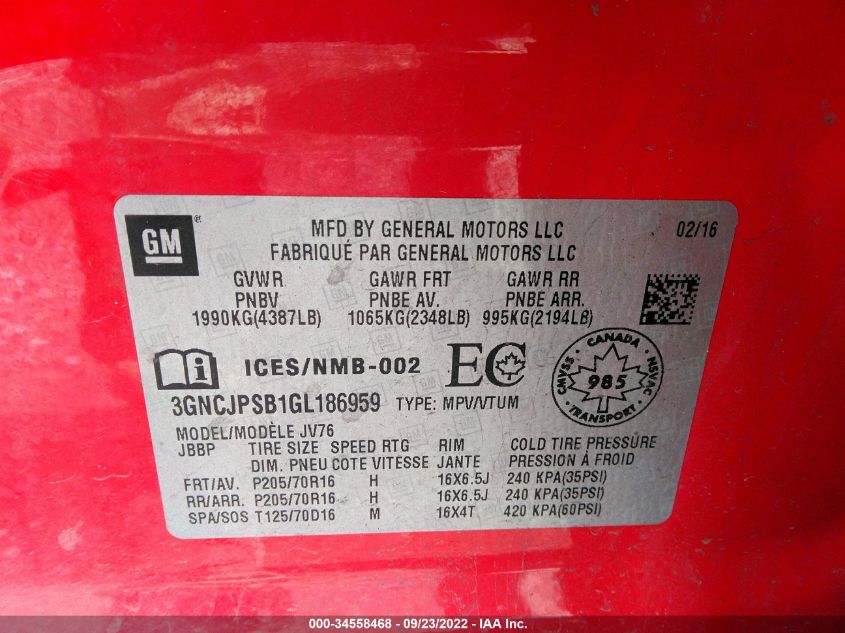 GM
MFD BY GENERAL MOTORS LLC 02/16
FABRIQUÉ PAR GENERAL MOTORS LLC
GVWR GAWR FRT GAWR RR
PNBV PNBE AV. PNBE ARR.
1990KG(4387LB) 1065KG(2348LB) 995KG(2194LB)
ICES/NMB-002 EC
CANADA
CMVSS 985 NSVAC
TRANSPORT
3GNCJPSB1GL186959 TYPE: MPV/VTUM
MODEL/MODÈLE JV76
JBBP TIRE SIZE SPEED RTG RIM COLD TIRE PRESSURE
DIM. PNEU COTE VITESSE JANTE PRESSION À FROID
FRT/AV. P205/70R16 H 16X6.5J 240 KPA(35PSI)
RR/ARR. P205/70R16 H 16X6.5J 240 KPA(35PSI)
SPA/SOS T125/70D16 M 16X4T 420 KPA(60PSI)
000-34558468 - 09/23/2022 - IAA Inc.